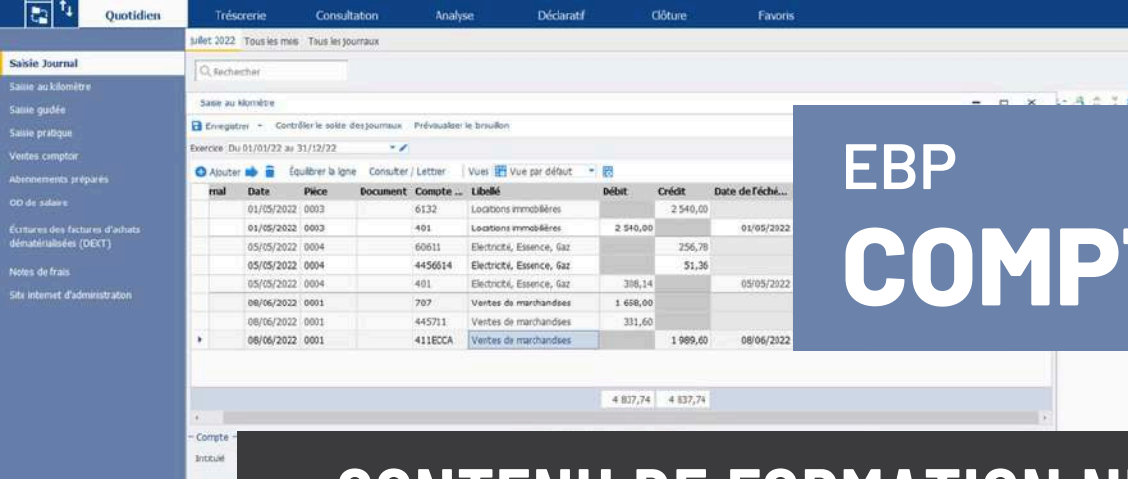 Quotidien Trésorerie Consultation Analyse Déclaratif Clôture Favoris
juillet 2022 Tous les mois Tous les journaux
Rechercher
Saisie Journal
Saisie au kilomètre
Saisie guidée
Saisie pratique
Ventes comptoir
Abonnements préparés
OD de salaire
Écritures des factures d'achats
dématérialisées (DEXT)
Notes de frais
Site internet d'administration
Saisie au kilomètre
Enregistrer Contrôler le solde des journaux Prévisualiser le brouillon
Exercice Du 01/01/22 au 31/12/22
Ajouter Équilibrer la ligne Consulter / Lettrer Vues Vue par défaut
rnal Date Pièce Document Compte ... Libellé Débit Crédit Date de l'éché...
01/05/2022 0003 6132 Locations immobilières 2 540,00
01/05/2022 0003 401 Locations immobilières 2 540,00 01/05/2022
05/05/2022 0004 60611 Electricité, Essence, Gaz 256,78
05/05/2022 0004 4456614 Electricité, Essence, Gaz 51,36
05/05/2022 0004 401 Electricité, Essence, Gaz 308,14 05/05/2022
08/06/2022 0001 707 Ventes de marchandises 1 658,00
08/06/2022 0001 445711 Ventes de marchandises 331,60
08/06/2022 0001 411ECCA Ventes de marchandises 1 989,60 08/06/2022
4 837,74 4 837,74
Compte
Intitulé
EBP
COMPT
CONTENU DE FORMATION N